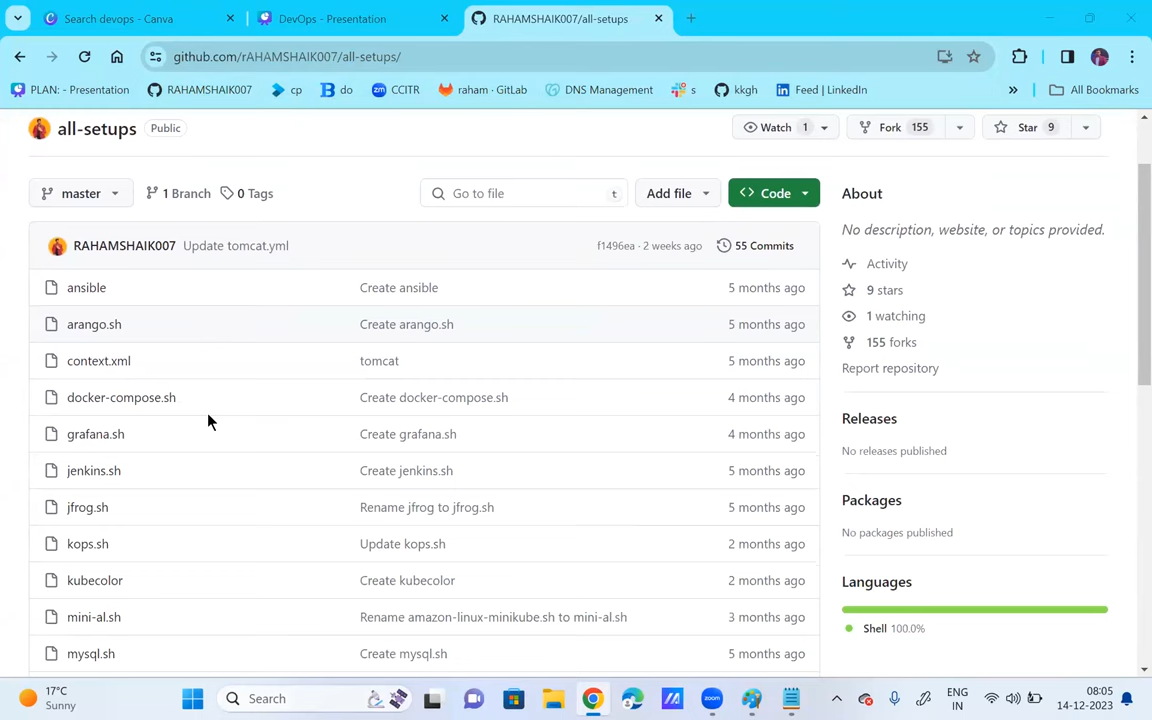 Search devops - Canva
DevOps - Presentation
RAHAMSHAIK007/all-setups
github.com/rAHAMSHAIK007/all-setups/
PLAN: - Presentation
RAHAMSHAIK007
cp
do
CCITR
raham · GitLab
DNS Management
s
kkgh
Feed | LinkedIn
All Bookmarks
all-setups Public
Watch 1
Fork 155
Star 9
master
1 Branch
0 Tags
Go to file t
Add file
Code
About
RAHAMSHAIK007 Update tomcat.yml f1496ea · 2 weeks ago 55 Commits
No description, website, or topics provided.
ansible Create ansible 5 months ago
arango.sh Create arango.sh 5 months ago
context.xml tomcat 5 months ago
docker-compose.sh Create docker-compose.sh 4 months ago
grafana.sh Create grafana.sh 4 months ago
jenkins.sh Create jenkins.sh 5 months ago
jfrog.sh Rename jfrog to jfrog.sh 5 months ago
kops.sh Update kops.sh 2 months ago
kubecolor Create kubecolor 2 months ago
mini-al.sh Rename amazon-linux-minikube.sh to mini-al.sh 3 months ago
mysql.sh Create mysql.sh 5 months ago
Activity
9 stars
1 watching
155 forks
Report repository
Releases
No releases published
Packages
No packages published
Languages
Shell 100.0%
17°C
Sunny
Search
zoom
ENG
IN
08:05
14-12-2023